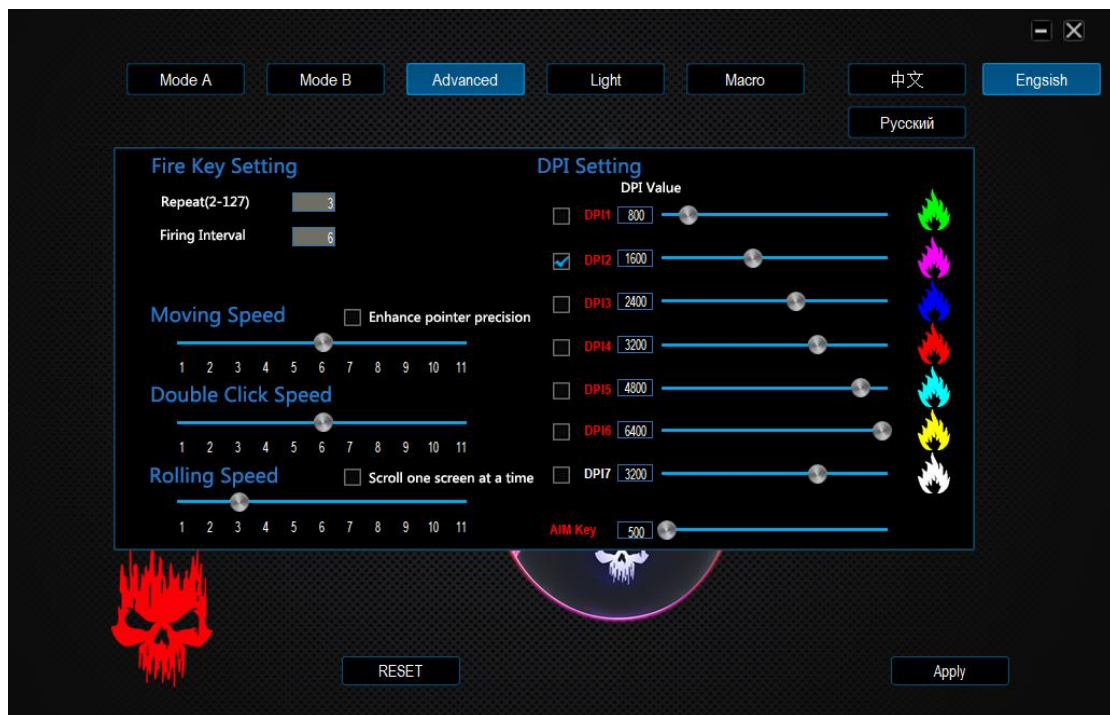 Mode A
Mode B
Advanced
Light
Macro
中文
Engsish
Русский
Fire Key Setting
Repeat(2-127) 3
Firing Interval 6
Moving Speed
Enhance pointer precision
1 2 3 4 5 6 7 8 9 10 11
Double Click Speed
1 2 3 4 5 6 7 8 9 10 11
Rolling Speed
Scroll one screen at a time
1 2 3 4 5 6 7 8 9 10 11
DPI Setting
DPI Value
DPI1 800
DPI2 1600
DPI3 2400
DPI4 3200
DPI5 4800
DPI6 6400
DPI7 3200
AIM Key 500
RESET
Apply